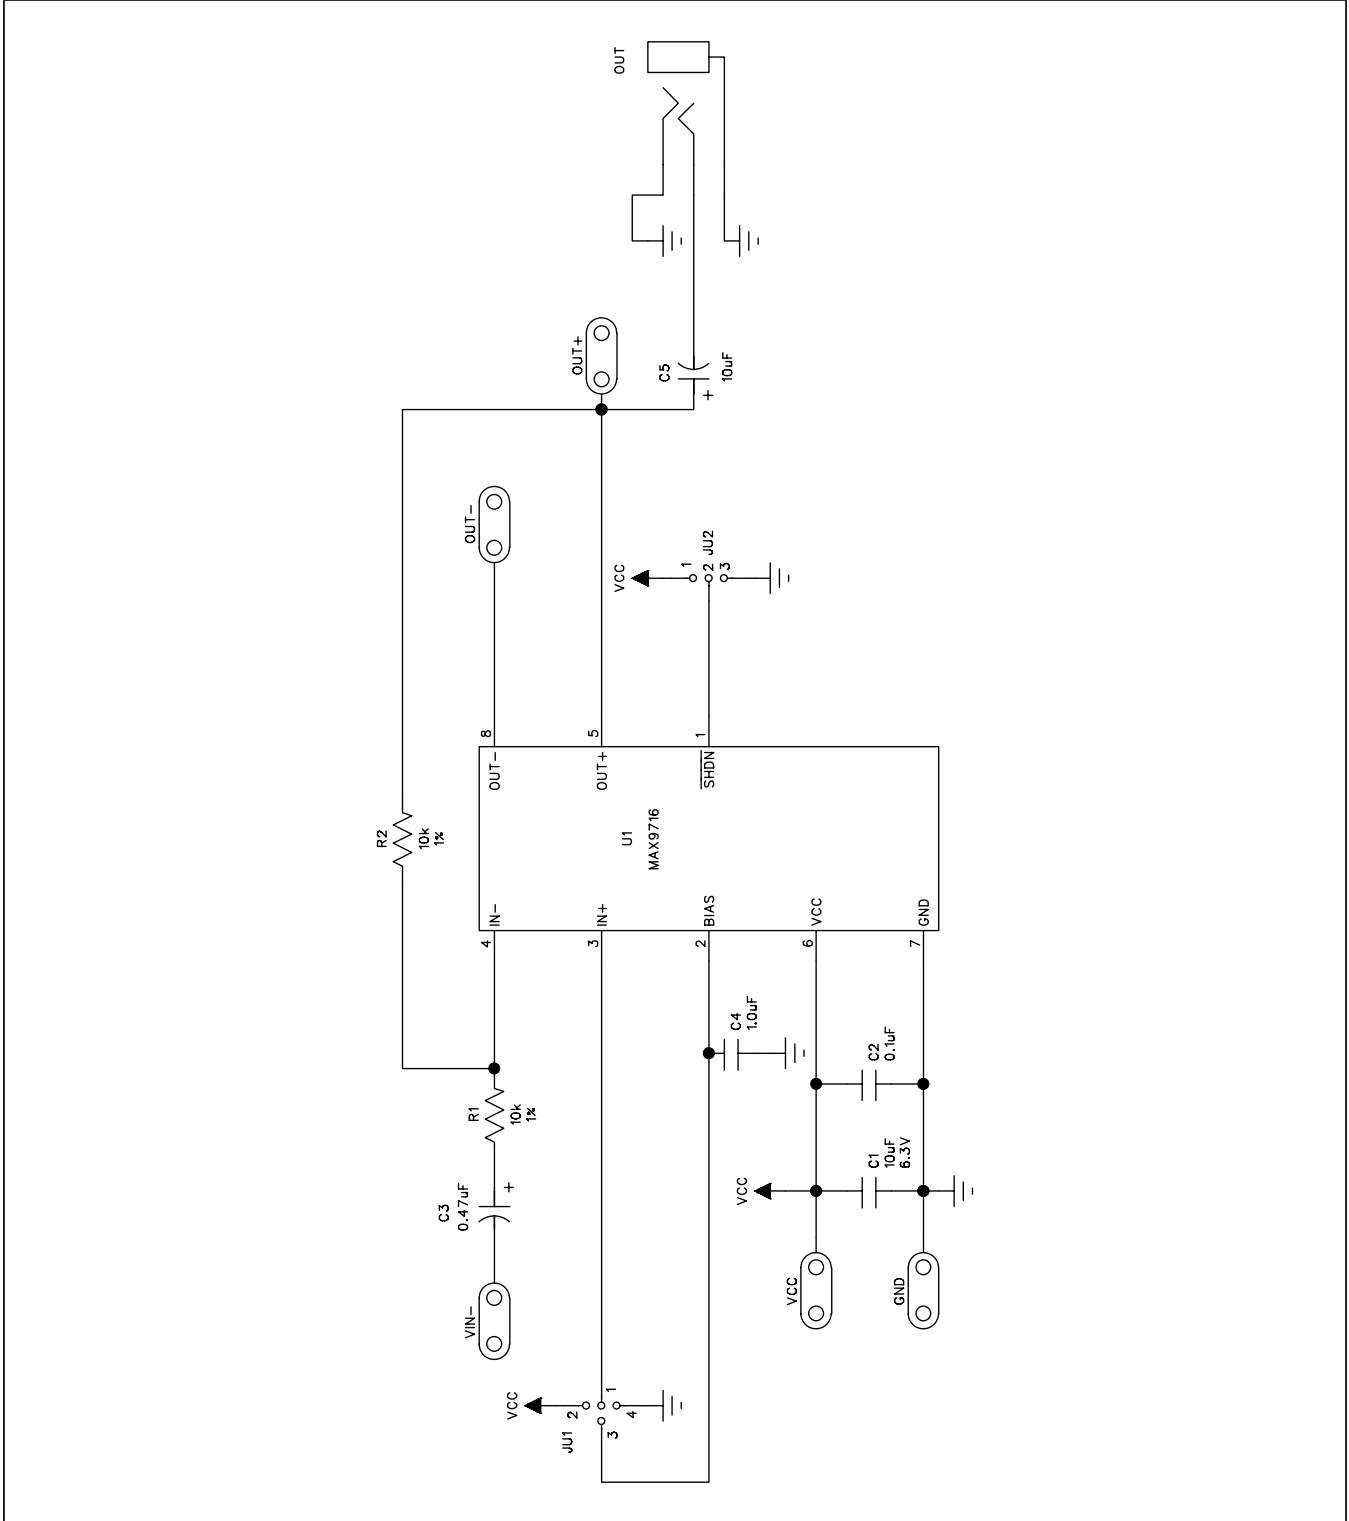 OUT
OUT+
C5
10uF
+
OUT-
VCC
1
2
3
JU2
8
5
1
OUT-
OUT+
SHDN
R2
10k
1%
U1
MAX9716
IN-
IN+
BIAS
VCC
GND
4
3
2
6
7
C4
1.0uF
C2
0.1uF
R1
10k
1%
C3
0.47uF
+
VCC
C1
10uF
6.3V
VIN-
VCC
GND
VCC
2
1
3
4
JU1